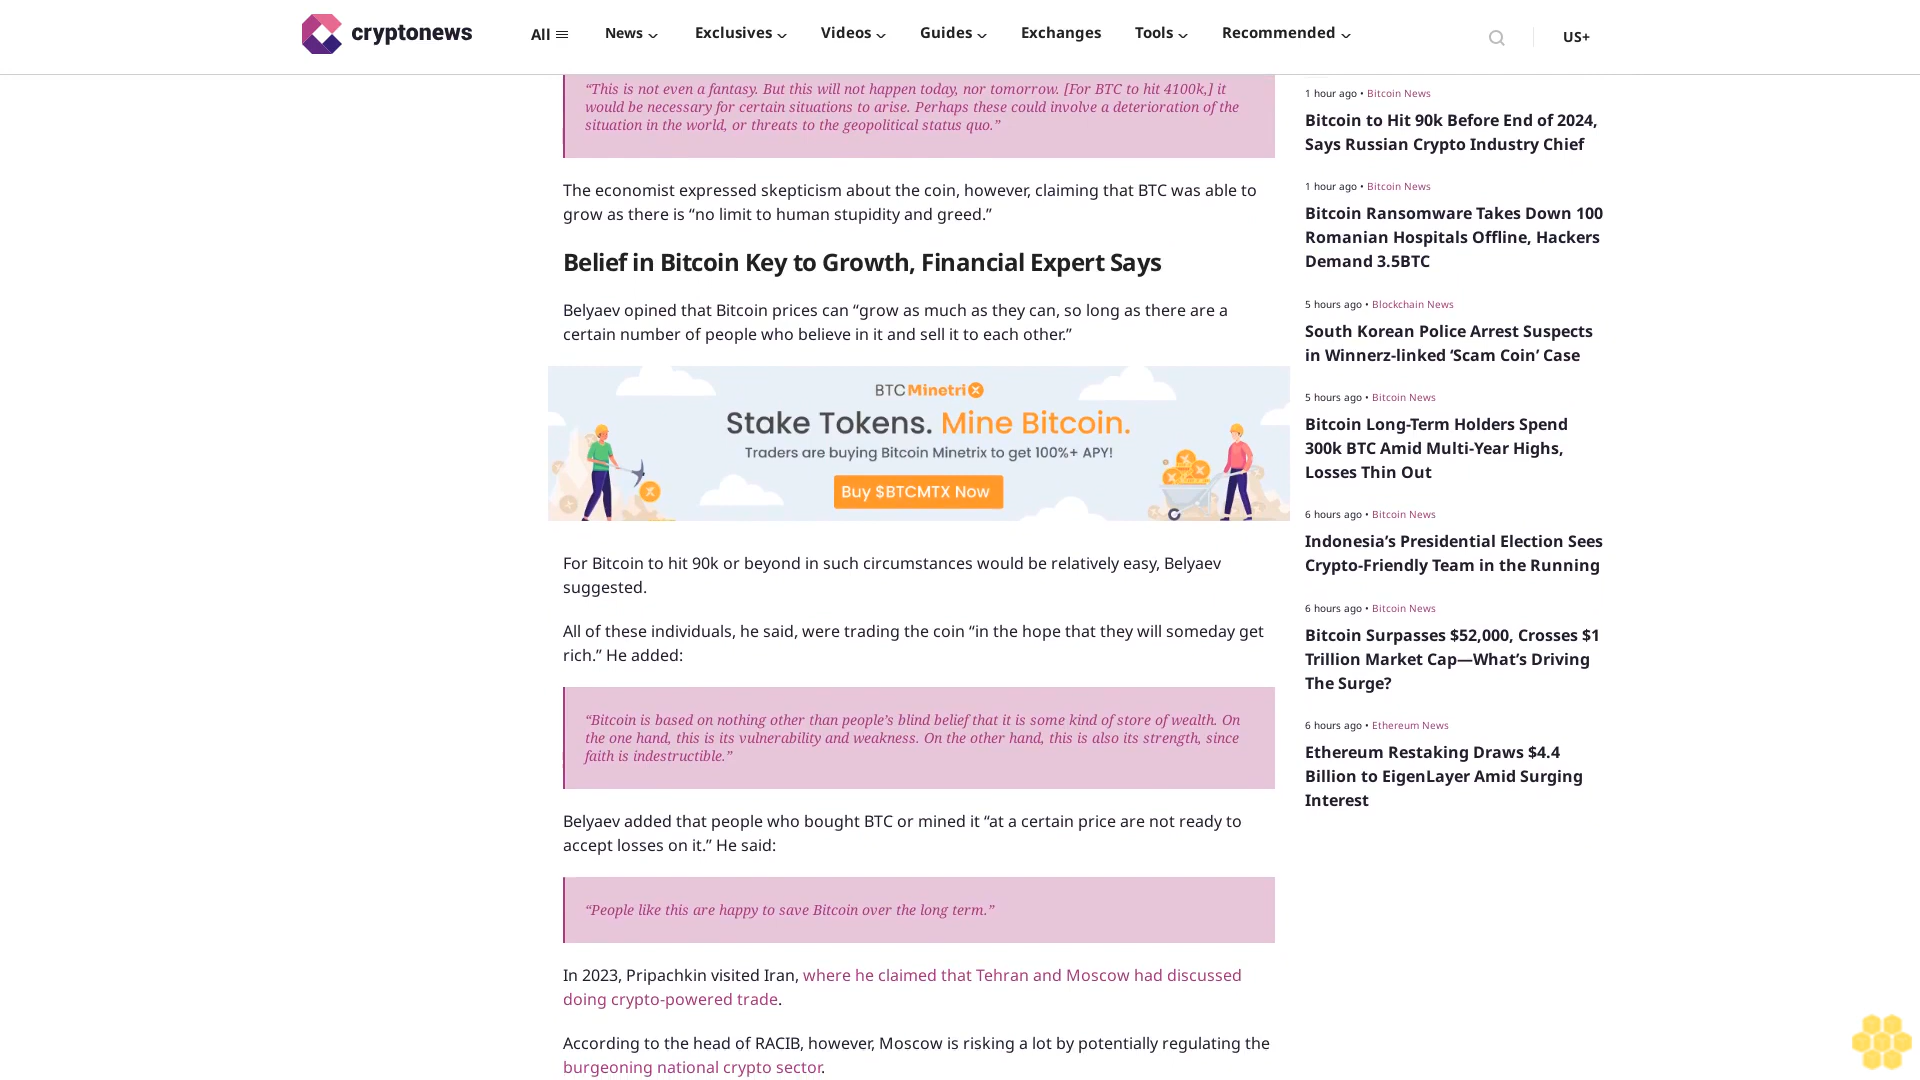 cryptonews
All
News
Exclusives
Videos
Guides
Exchanges
Tools
Recommended
US+
“This is not even a fantasy. But this will not happen today, nor tomorrow. [For BTC to hit 4100k,] it
would be necessary for certain situations to arise. Perhaps these could involve a deterioration of the
situation in the world, or threats to the geopolitical status quo.”
The economist expressed skepticism about the coin, however, claiming that BTC was able to
grow as there is “no limit to human stupidity and greed.”
Belief in Bitcoin Key to Growth, Financial Expert Says
Belyaev opined that Bitcoin prices can “grow as much as they can, so long as there are a
certain number of people who believe in it and sell it to each other.”
BTC Minetrix
Stake Tokens. Mine Bitcoin.
Traders are buying Bitcoin Minetrix to get 100%+ APY!
Buy $BTCMTX Now
For Bitcoin to hit 90k or beyond in such circumstances would be relatively easy, Belyaev
suggested.
All of these individuals, he said, were trading the coin “in the hope that they will someday get
rich.” He added:
“Bitcoin is based on nothing other than people’s blind belief that it is some kind of store of wealth. On
the one hand, this is its vulnerability and weakness. On the other hand, this is also its strength, since
faith is indestructible.”
Belyaev added that people who bought BTC or mined it “at a certain price are not ready to
accept losses on it.” He said:
“People like this are happy to save Bitcoin over the long term.”
In 2023, Pripachkin visited Iran, where he claimed that Tehran and Moscow had discussed
doing crypto-powered trade.
According to the head of RACIB, however, Moscow is risking a lot by potentially regulating the
burgeoning national crypto sector.
1 hour ago • Bitcoin News
Bitcoin to Hit 90k Before End of 2024,
Says Russian Crypto Industry Chief
1 hour ago • Bitcoin News
Bitcoin Ransomware Takes Down 100
Romanian Hospitals Offline, Hackers
Demand 3.5BTC
5 hours ago • Blockchain News
South Korean Police Arrest Suspects
in Winnerz-linked ‘Scam Coin’ Case
5 hours ago • Bitcoin News
Bitcoin Long-Term Holders Spend
300k BTC Amid Multi-Year Highs,
Losses Thin Out
6 hours ago • Bitcoin News
Indonesia’s Presidential Election Sees
Crypto-Friendly Team in the Running
6 hours ago • Bitcoin News
Bitcoin Surpasses $52,000, Crosses $1
Trillion Market Cap—What’s Driving
The Surge?
6 hours ago • Ethereum News
Ethereum Restaking Draws $4.4
Billion to EigenLayer Amid Surging
Interest